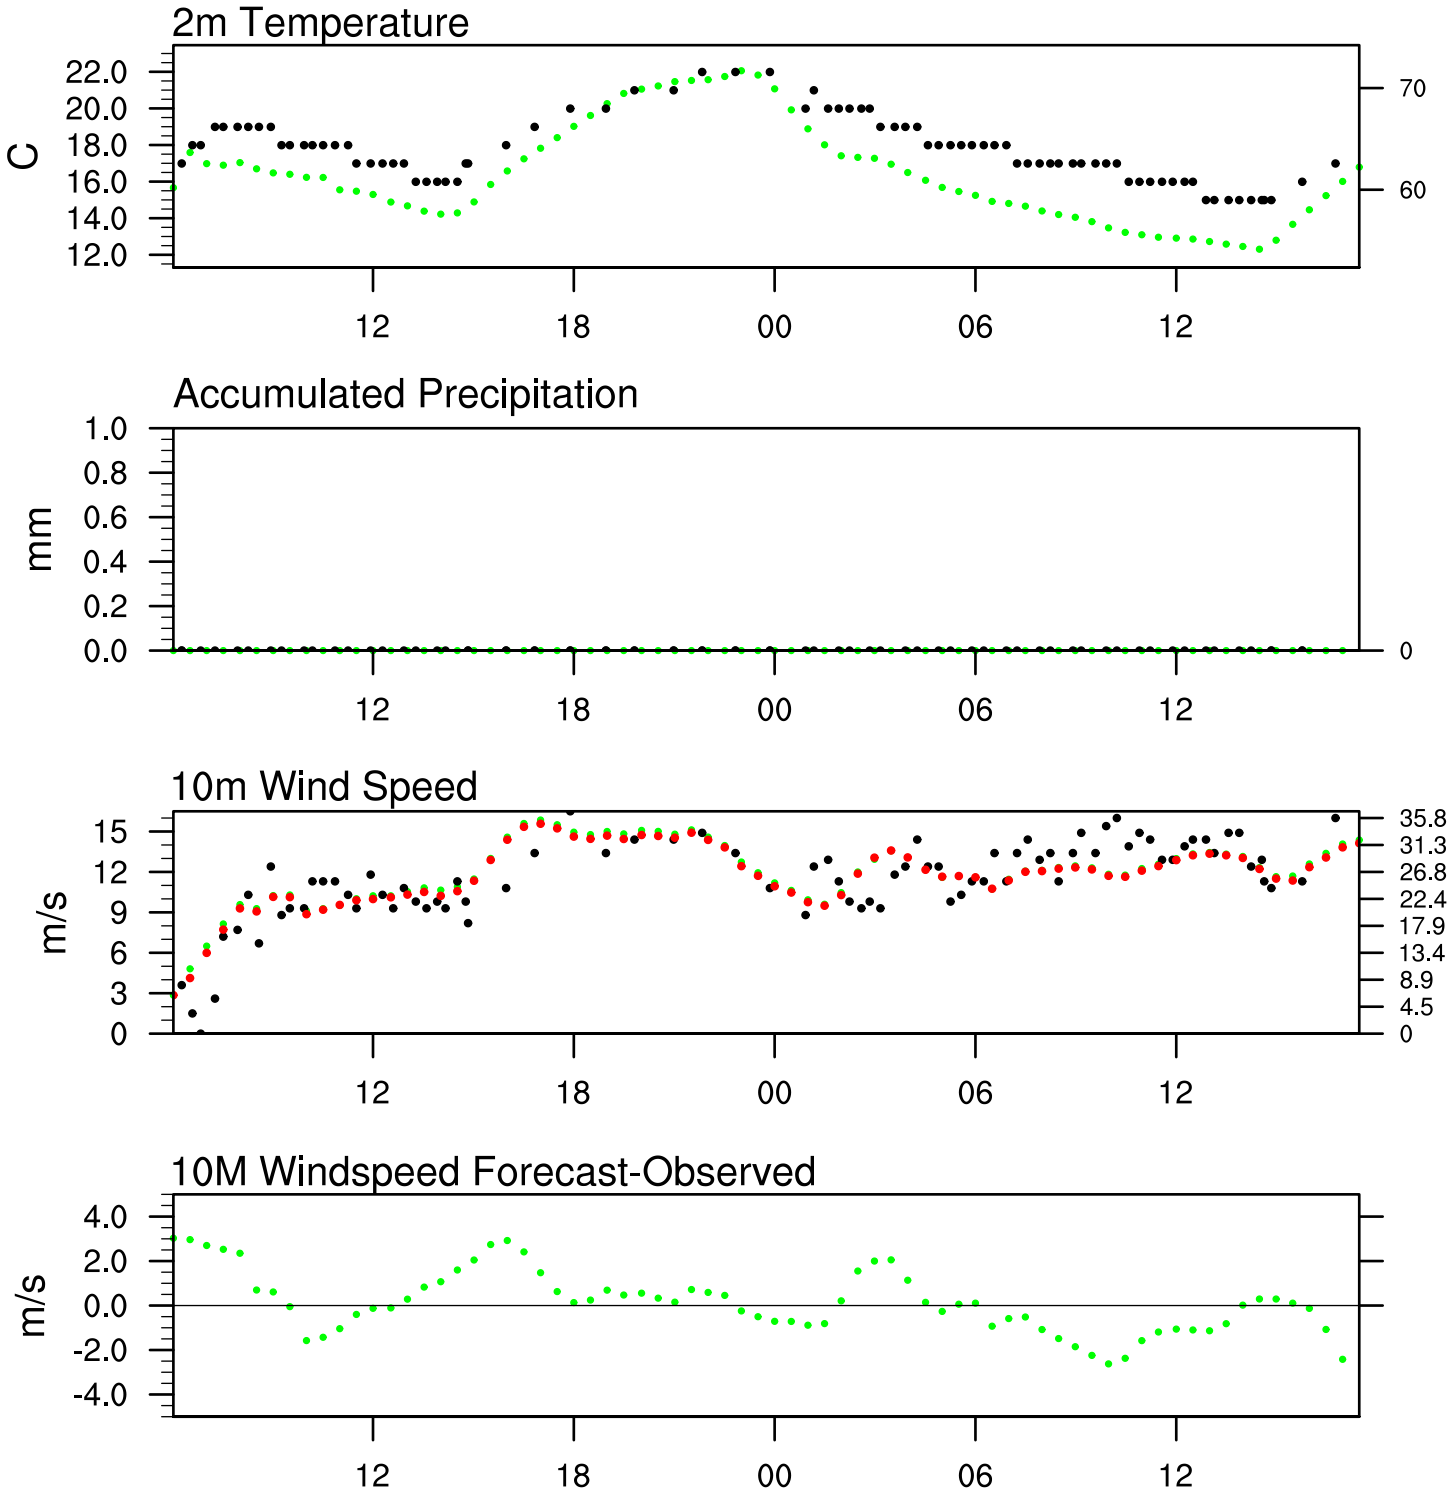 2m Temperature
22.0
20.0
18.0
16.0
14.0
12.0
C
70
60
12 18 00 06 12
Accumulated Precipitation
1.0
0.8
0.6
0.4
0.2
0.0
mm
0
12 18 00 06 12
10m Wind Speed
15
12
9
6
3
0
m/s
35.8
31.3
26.8
22.4
17.9
13.4
8.9
4.5
0
12 18 00 06 12
10M Windspeed Forecast-Observed
4.0
2.0
0.0
-2.0
-4.0
m/s
12 18 00 06 12